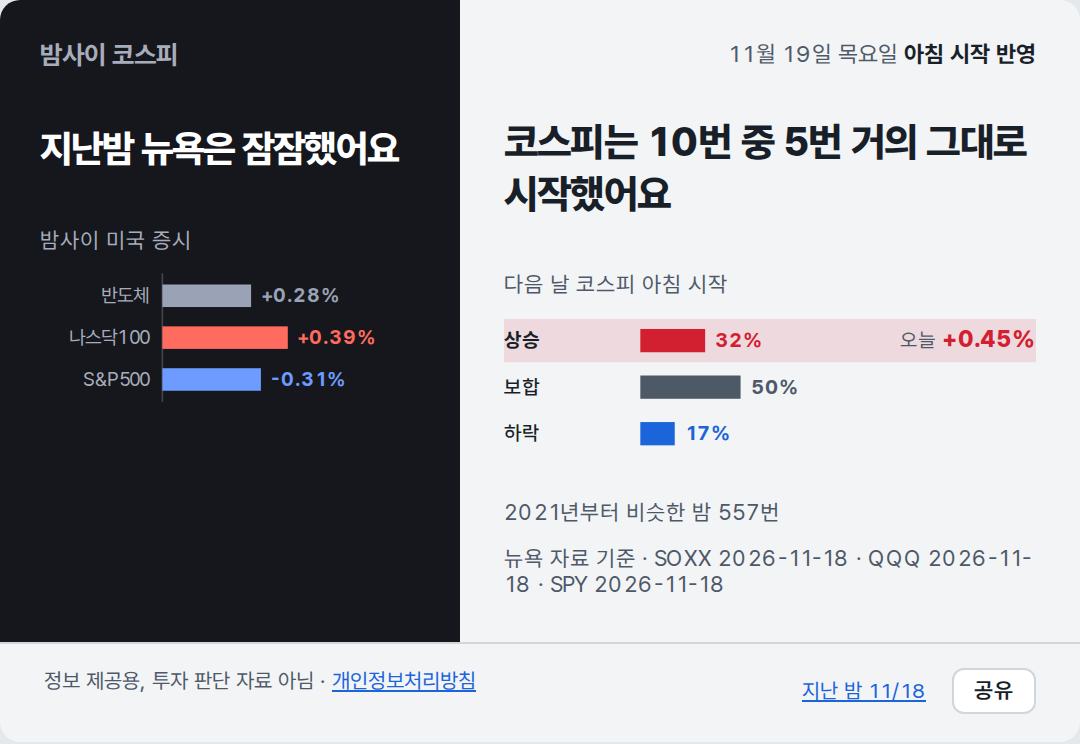 밤사이 코스피
지난밤 뉴욕은 잠잠했어요
밤사이 미국 증시
반도체 +0.28%
나스닥100 +0.39%
S&P500 -0.31%
11월 19일 목요일 아침 시작 반영
코스피는 10번 중 5번 거의 그대로
시작했어요
다음 날 코스피 아침 시작
상승 32% 오늘 +0.45%
보합 50%
하락 17%
2021년부터 비슷한 밤 557번
뉴욕 자료 기준 · SOXX 2026-11-18 · QQQ 2026-11-
18 · SPY 2026-11-18
정보 제공용, 투자 판단 자료 아님 · 개인정보처리방침
지난 밤 11/18
공유